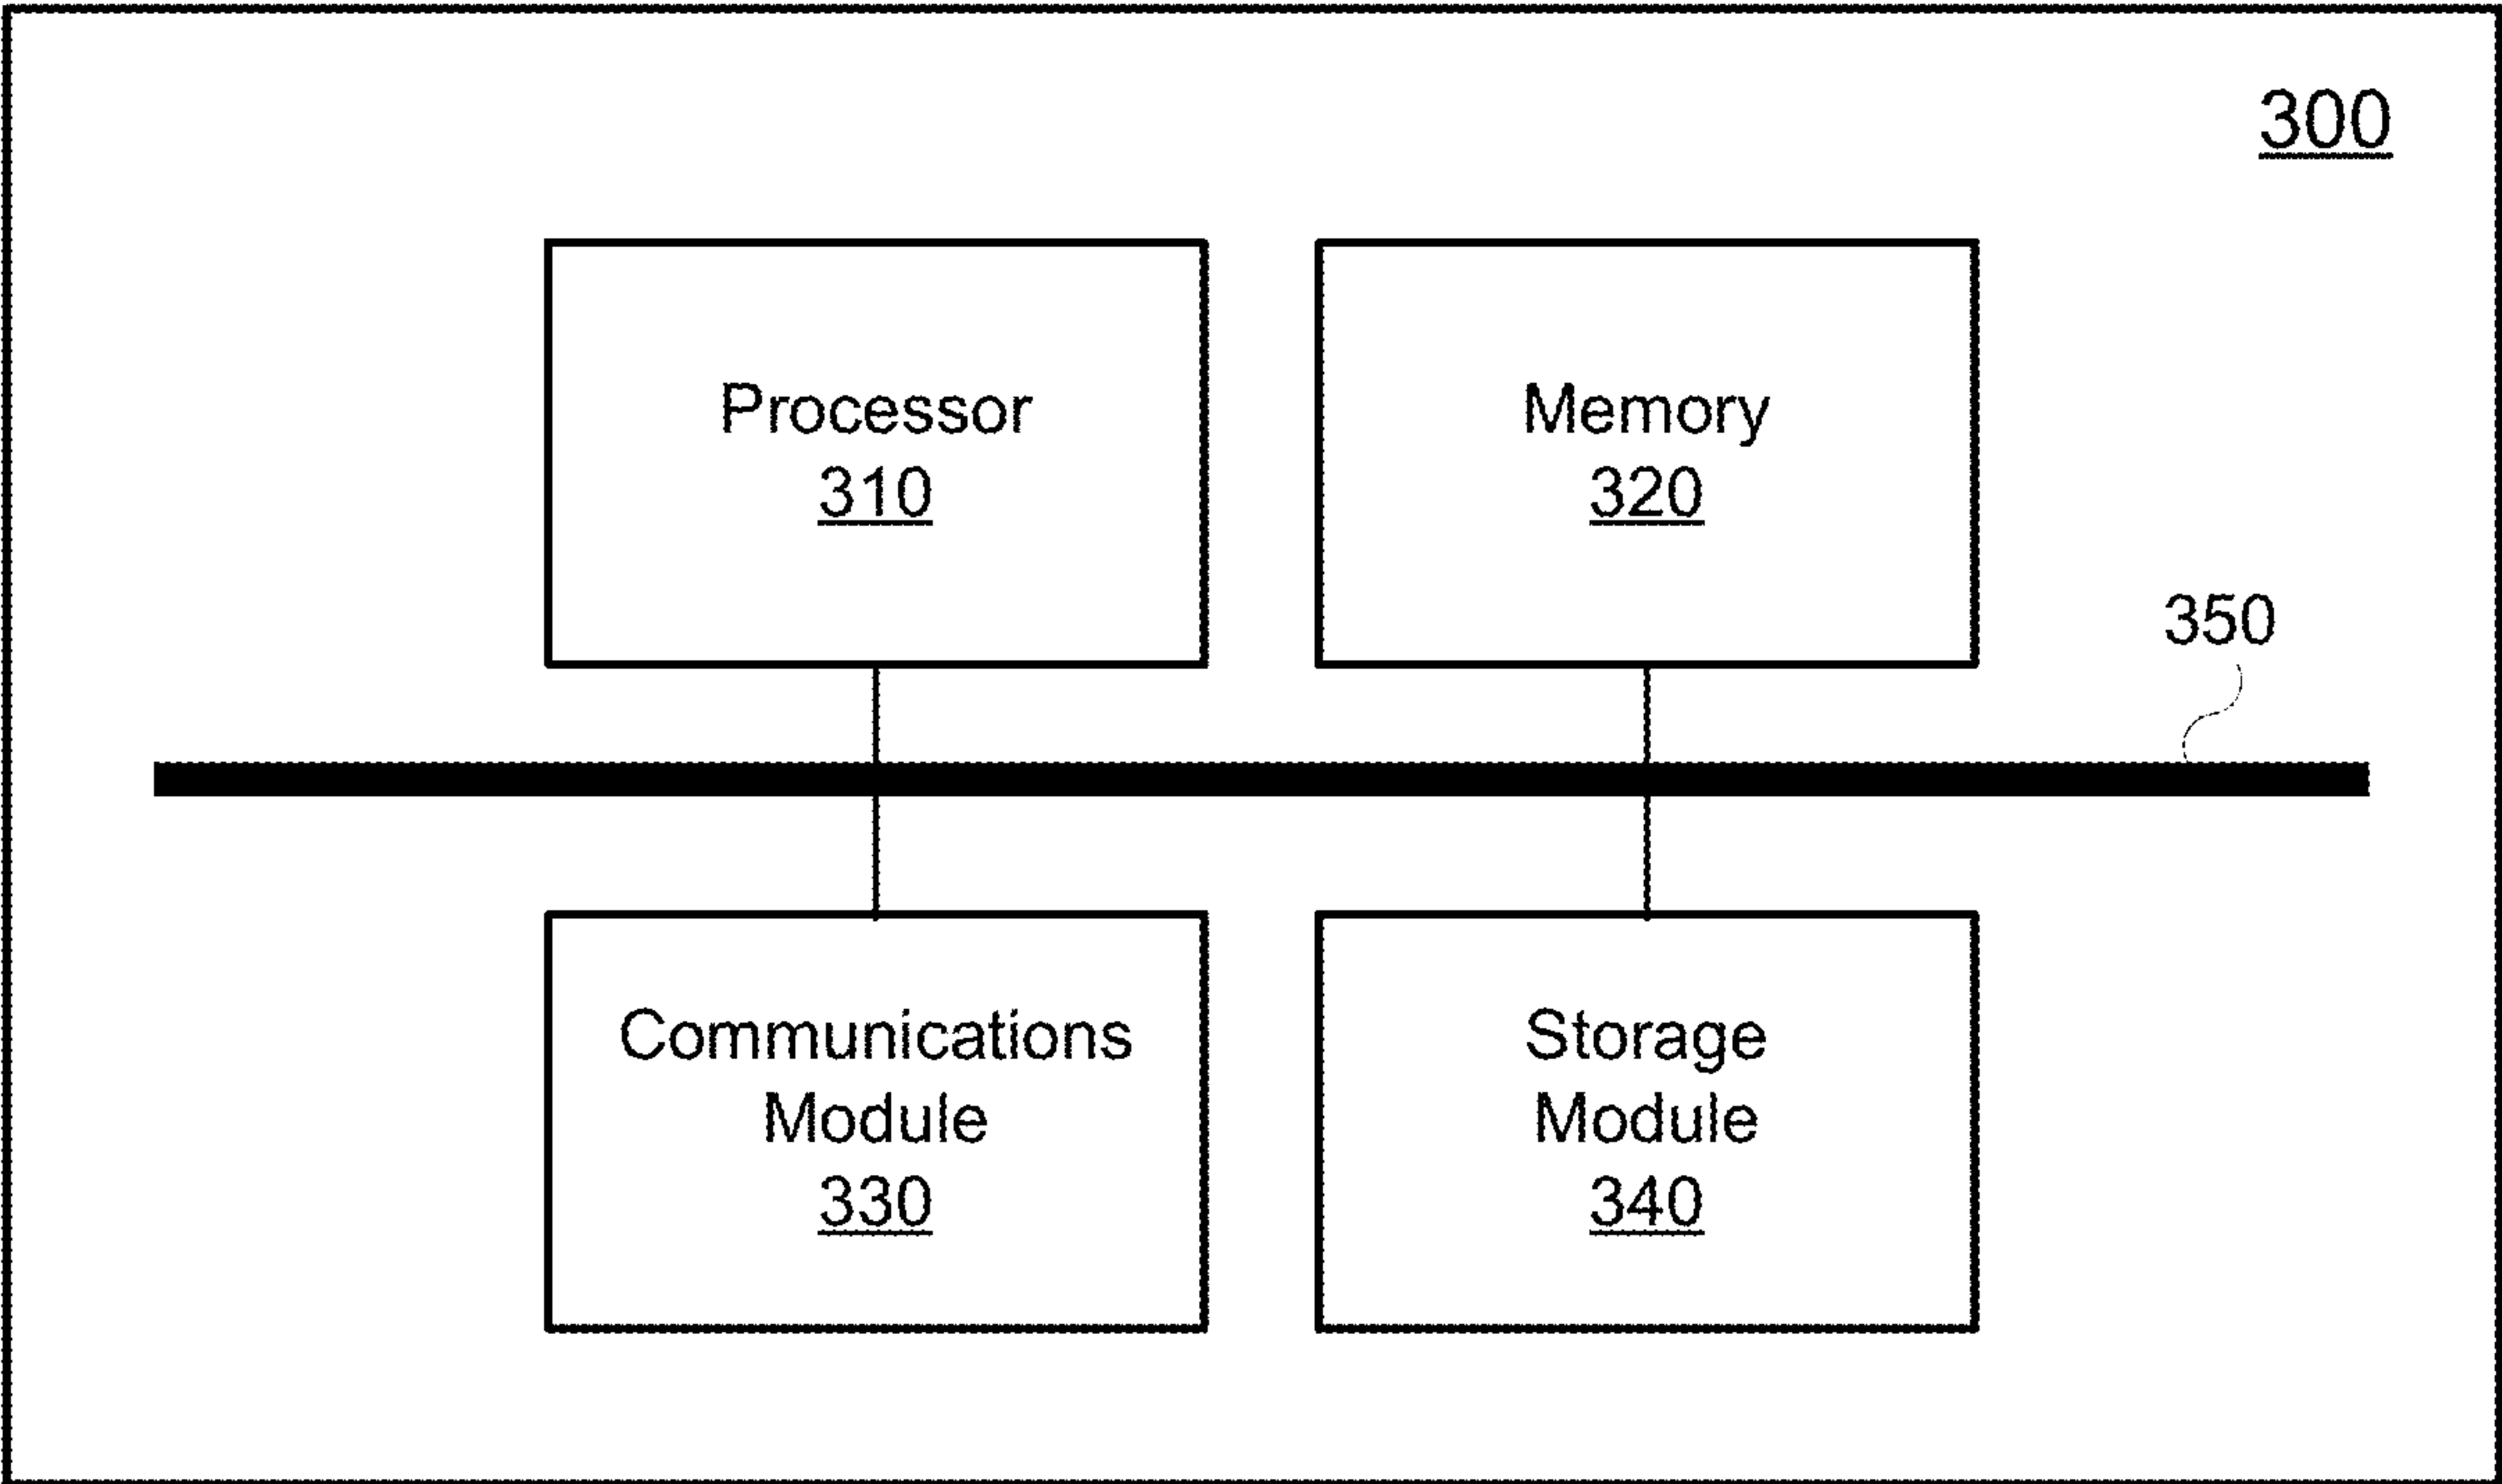 300
Processor
310
Memory
320
350
Communications
Module
330
Storage
Module
340